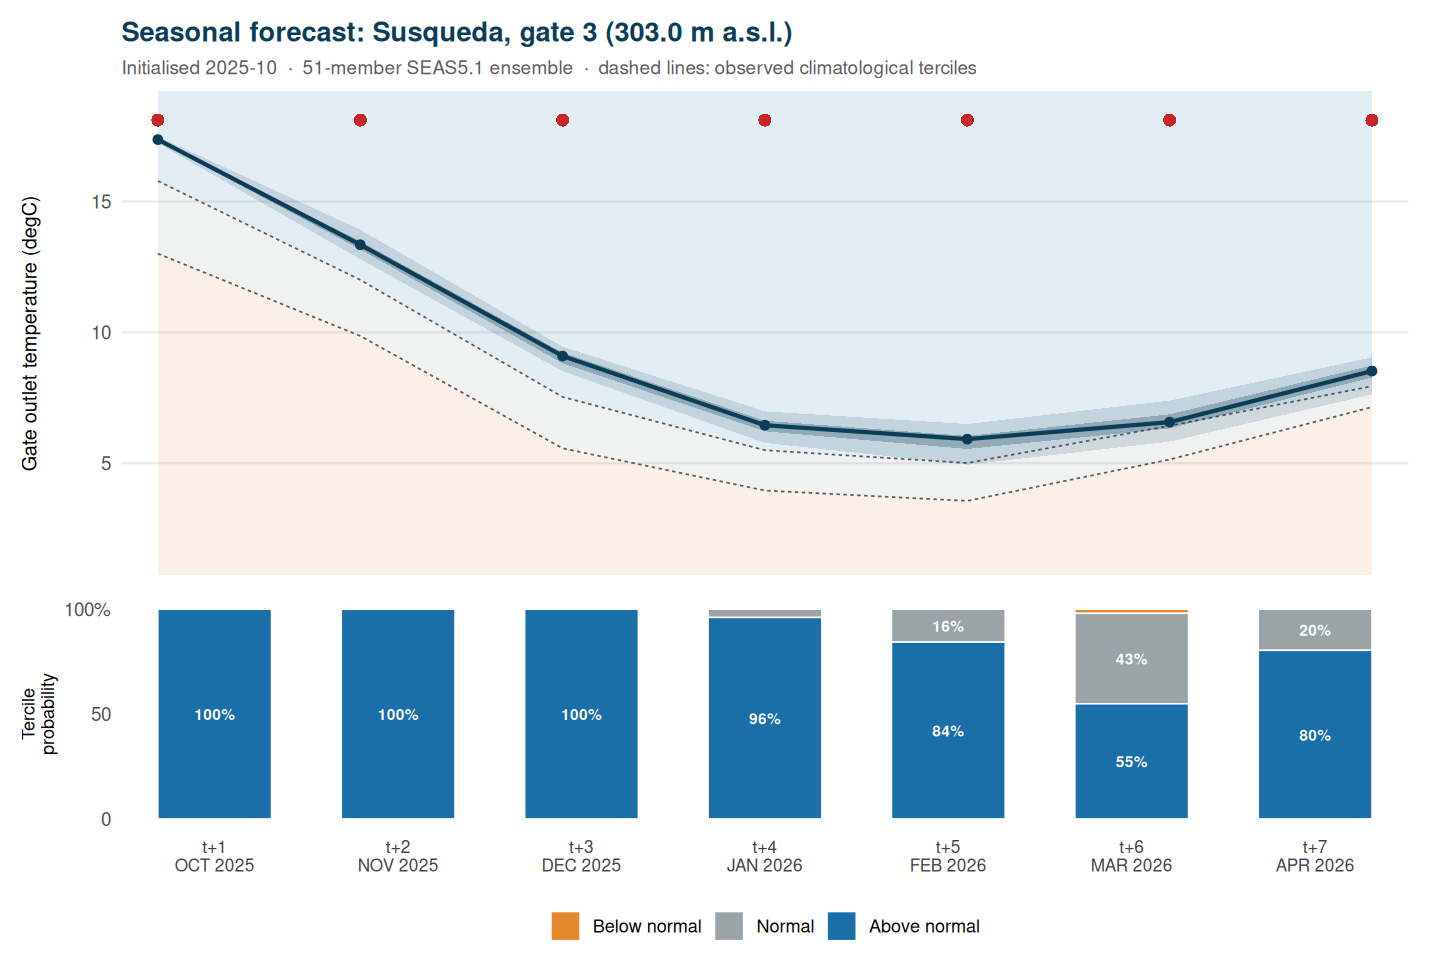 Seasonal forecast: Susqueda, gate 3 (303.0 m a.s.l.)
Initialised 2025-10 · 51-member SEAS5.1 ensemble · dashed lines: observed climatological terciles
Gate outlet temperature (degC)
15
10
5
Tercile
probability
100%
50
0
100%
100%
100%
96%
16%
84%
43%
55%
20%
80%
t+1
OCT 2025
t+2
NOV 2025
t+3
DEC 2025
t+4
JAN 2026
t+5
FEB 2026
t+6
MAR 2026
t+7
APR 2026
Below normal
Normal
Above normal